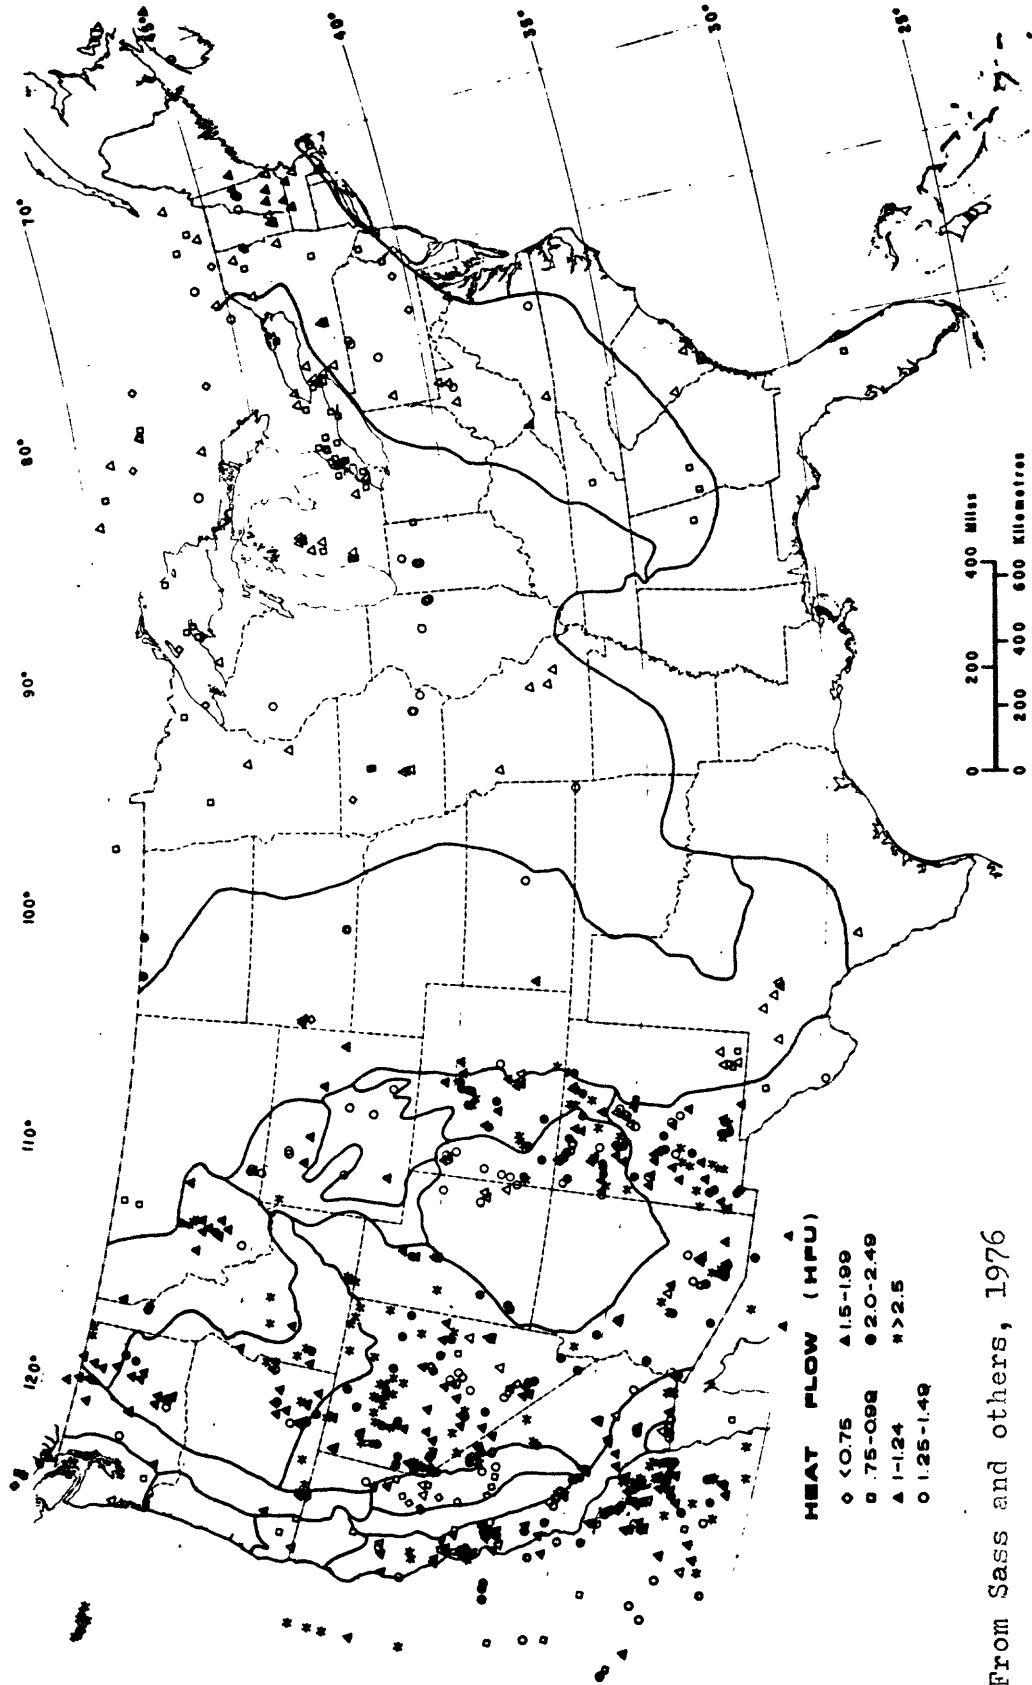 120°
110°
100°
90°
80°
70°
40°
35°
30°
25°
HEAT FLOW (HFU)
◇ <0.75 ▲ 1.5-1.99
□ .75-0.99 ● 2.0-2.49
▲ 1-1.24 * >2.5
○ 1.25-1.49
0 200 400 Miles
0 200 400 600 Kilometres
From Sass and others, 1976